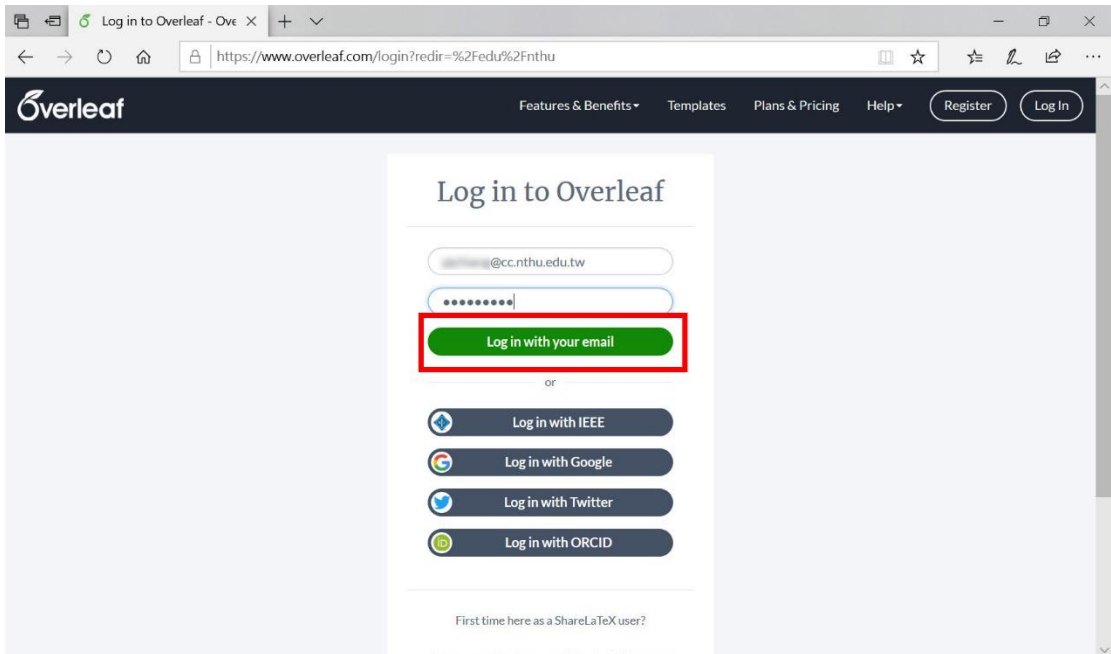 Log in to Overleaf - Ove
https://www.overleaf.com/login?redir=%2Fedu%2Fnthu
Overleaf Features & Benefits Templates Plans & Pricing Help Register Log In
Log in to Overleaf
@cc.nthu.edu.tw
Log in with your email
or
Log in with IEEE
Log in with Google
Log in with Twitter
iD Log in with ORCID
First time here as a ShareLaTeX user?